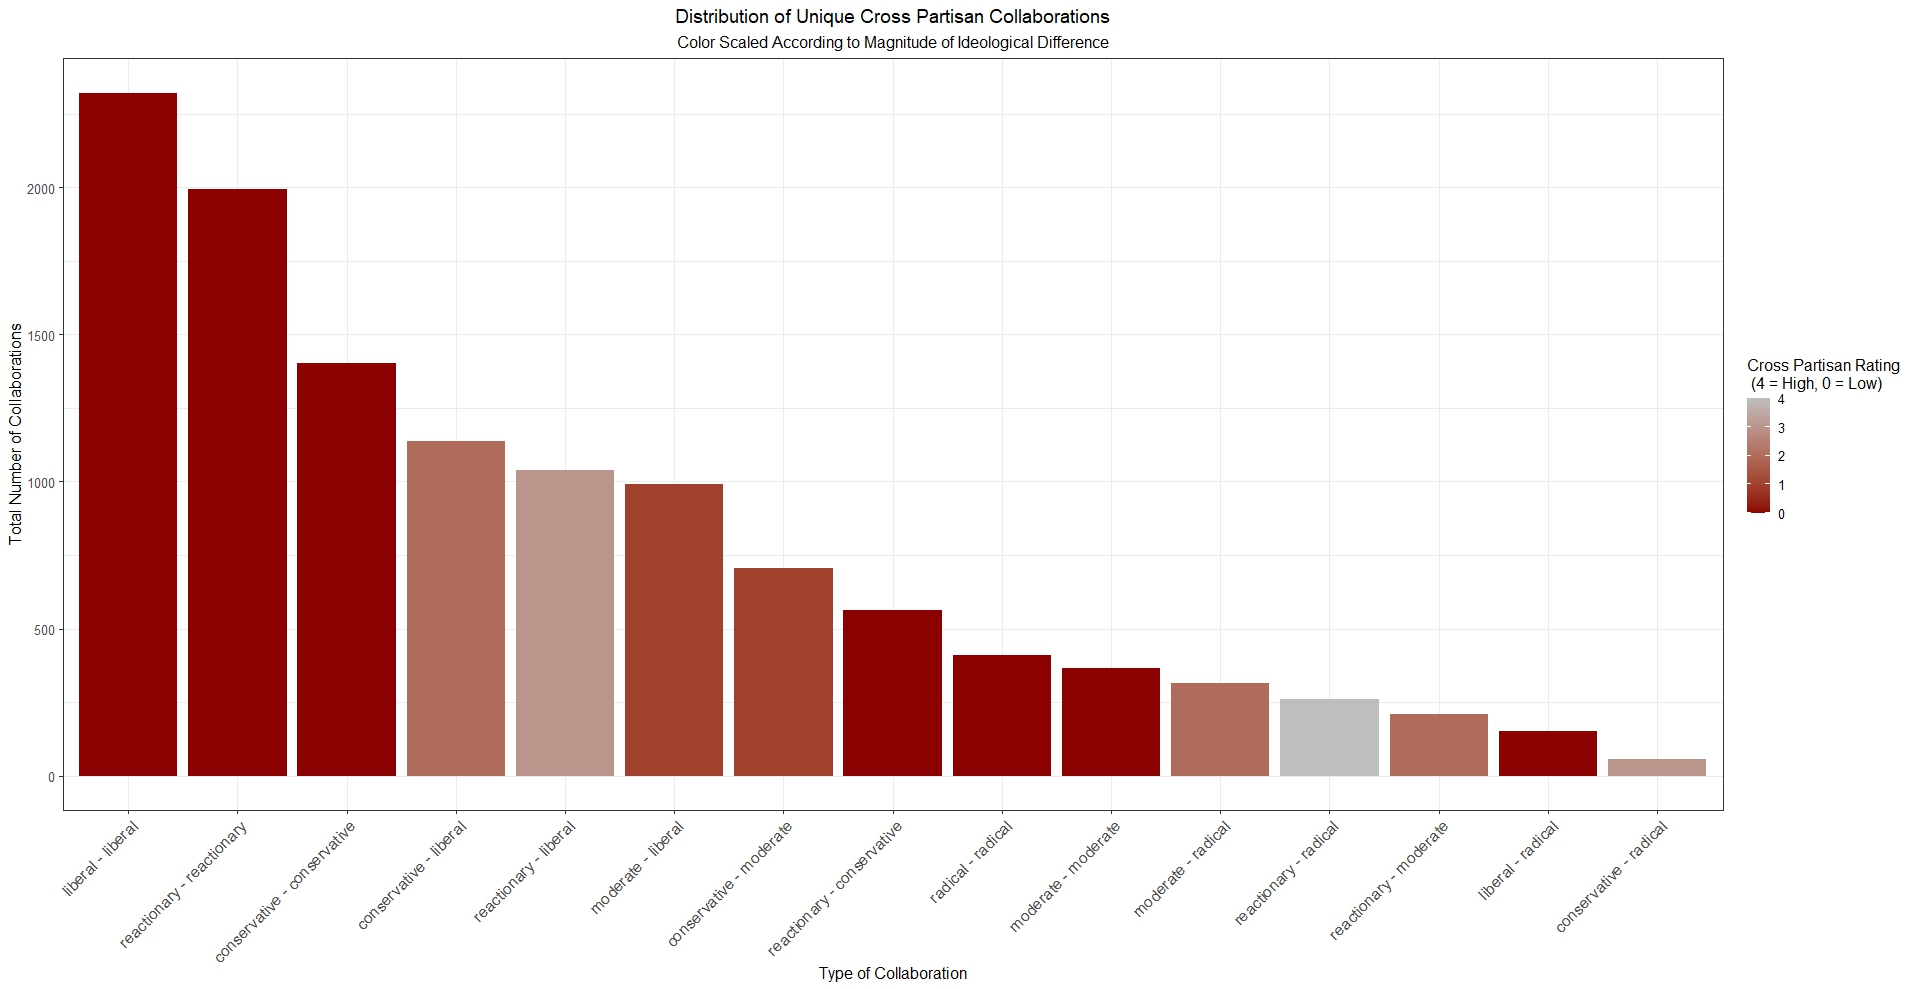 Distribution of Unique Cross Partisan Collaborations
Color Scaled According to Magnitude of Ideological Difference
Total Number of Collaborations
2000
1500
1000
500
0
liberal - liberal
reactionary - reactionary
conservative - conservative
conservative - liberal
reactionary - liberal
moderate - liberal
conservative - moderate
reactionary - conservative
radical - radical
moderate - moderate
moderate - radical
reactionary - radical
reactionary - moderate
liberal - radical
conservative - radical
Type of Collaboration
Cross Partisan Rating
(4 = High, 0 = Low)
4
3
2
1
0